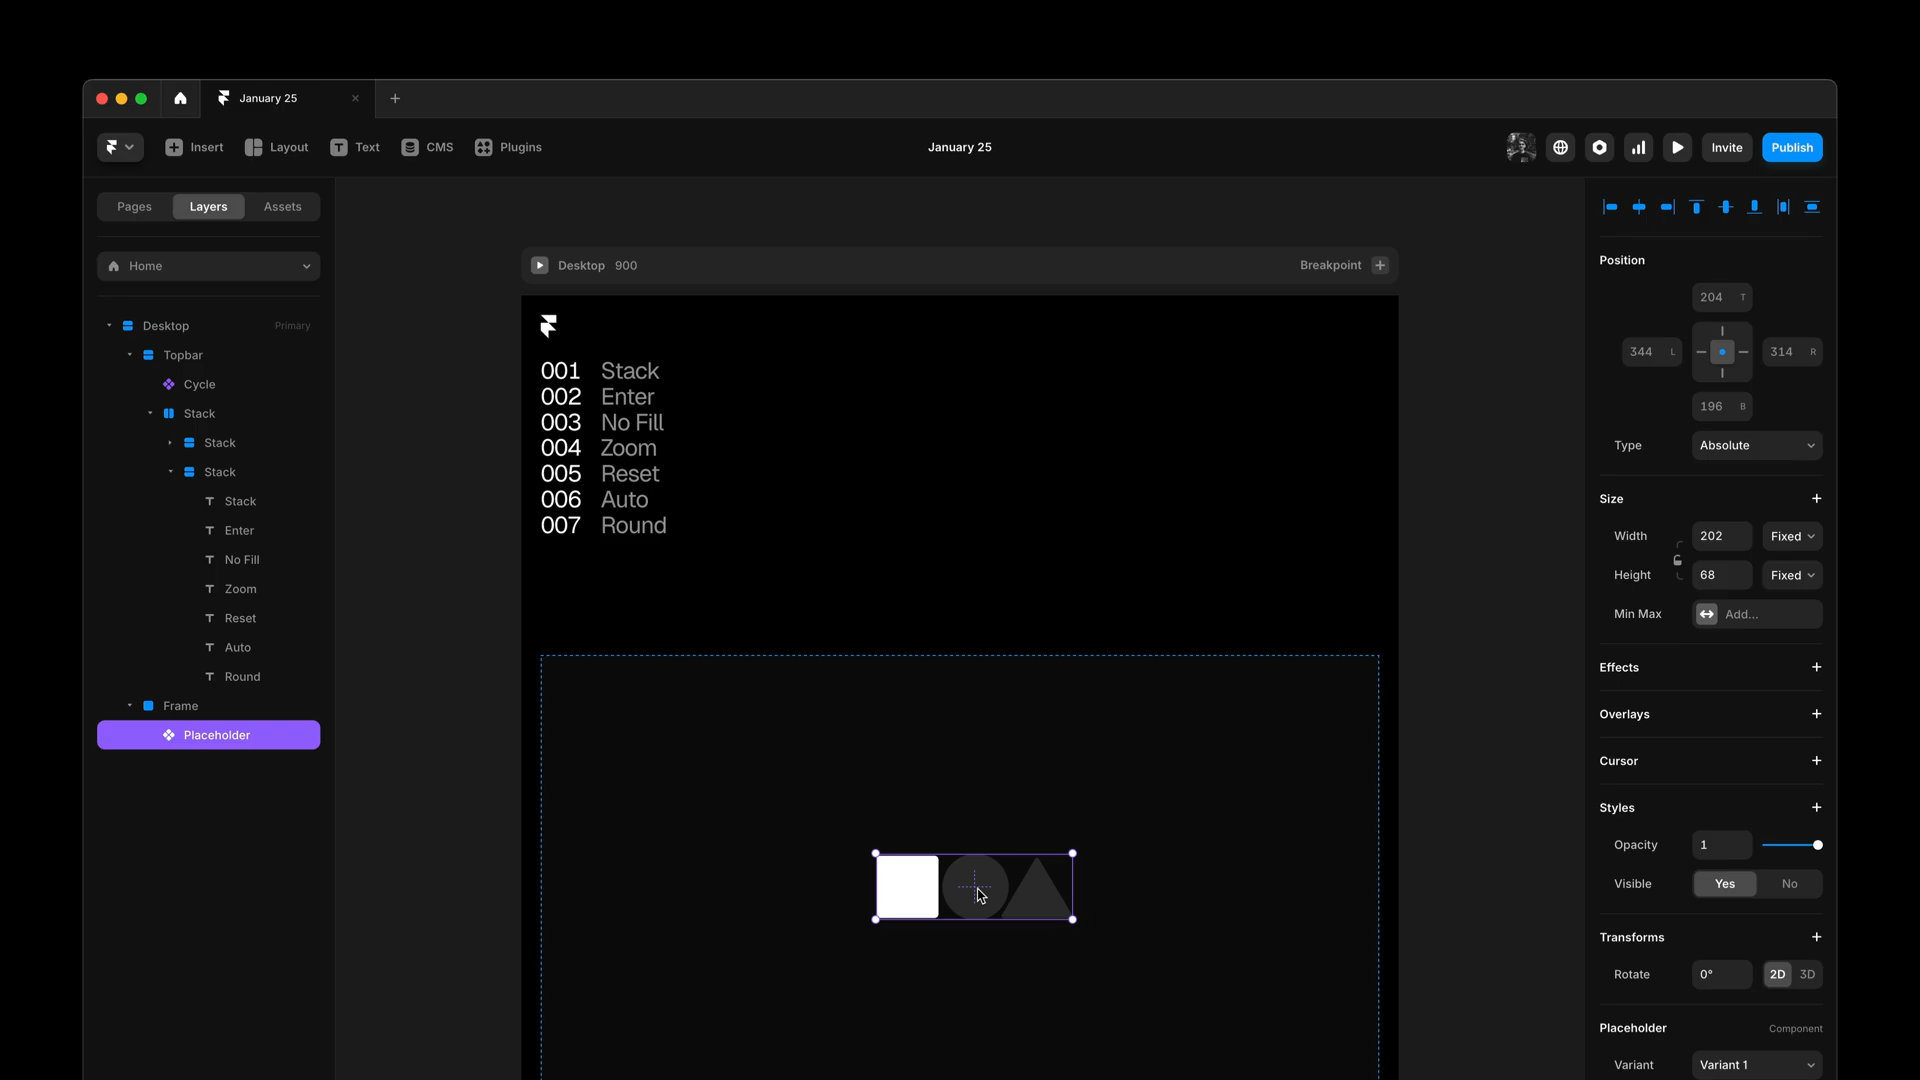 January 25
Insert
Layout
Text
CMS
Plugins
January 25
Invite
Publish
Pages
Layers
Assets
Home
Desktop
Primary
Topbar
Cycle
Stack
Stack
Stack
Stack
Enter
No Fill
Zoom
Reset
Auto
Round
Frame
Placeholder
Desktop 900
Breakpoint
001 Stack
002 Enter
003 No Fill
004 Zoom
005 Reset
006 Auto
007 Round
Position
204 T
344 L
314 R
196 B
Type Absolute
Size
Width 202 Fixed
Height 68 Fixed
Min Max Add...
Effects
Overlays
Cursor
Styles
Opacity 1
Visible Yes No
Transforms
Rotate 0° 2D 3D
Placeholder Component
Variant Variant 1